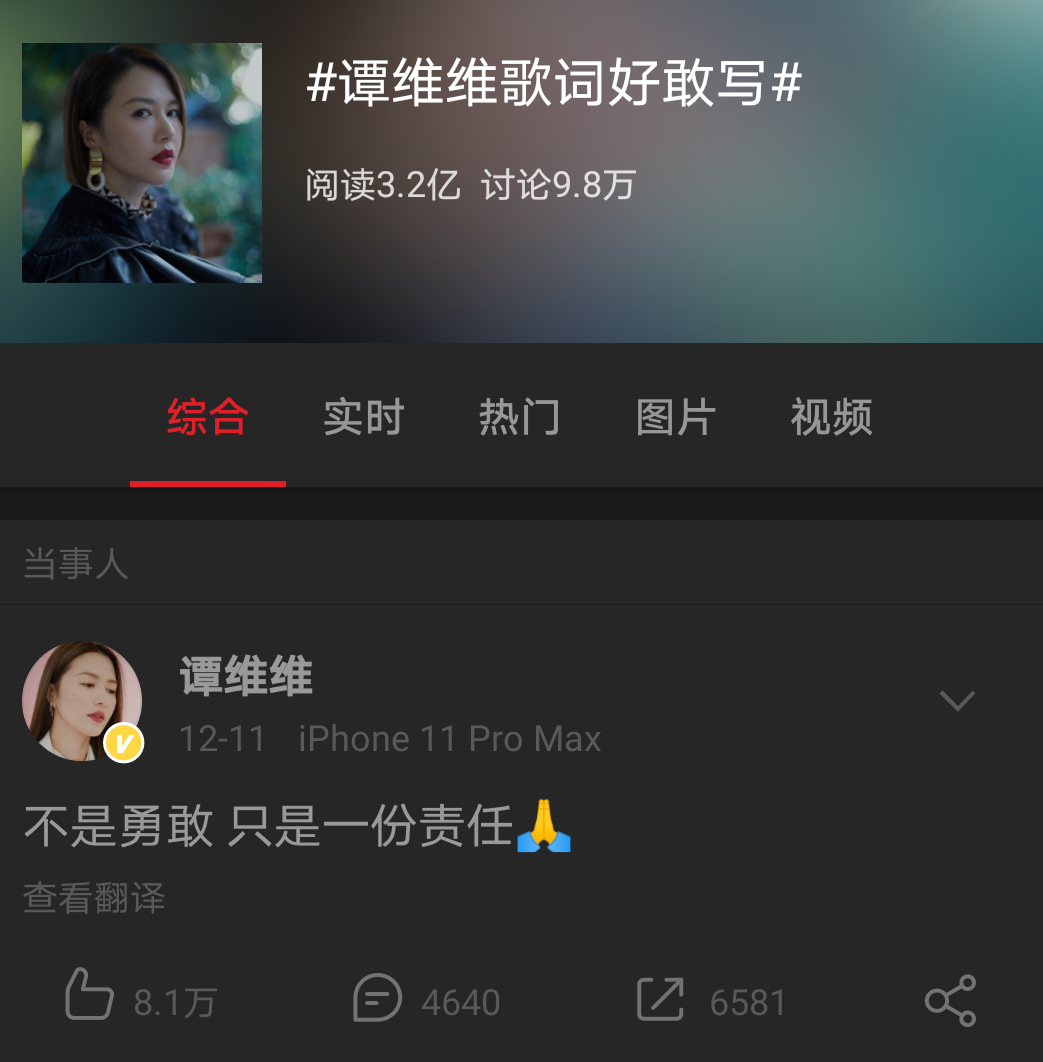 #谭维维歌词好敢写#
阅读3.2亿 讨论9.8万
综合 实时 热门 图片 视频
当事人
谭维维
12-11 iPhone 11 Pro Max
不是勇敢 只是一份责任🙏
查看翻译
8.1万 4640 6581